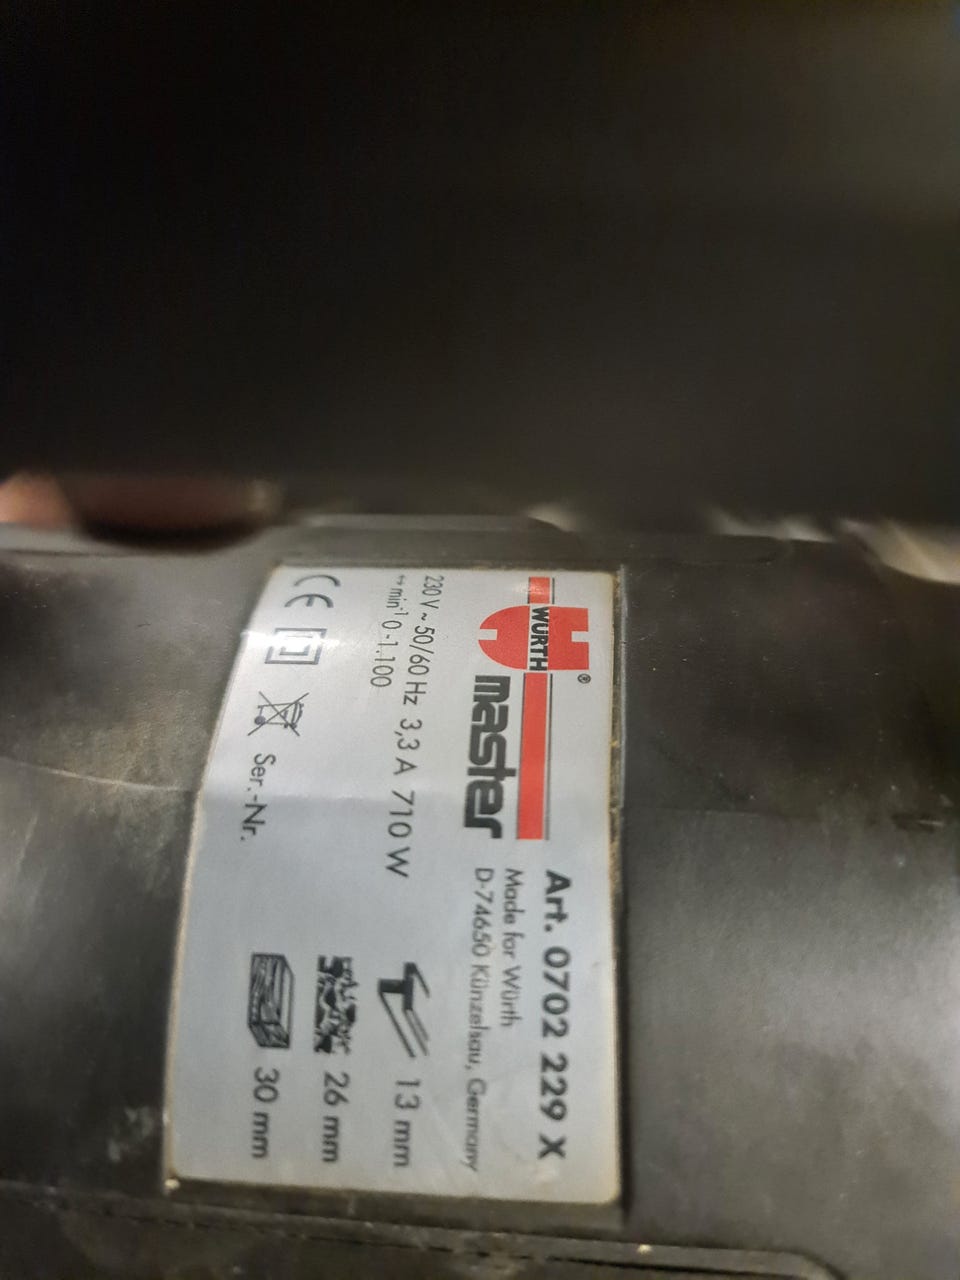 WÜRTH®
master
Art. 0702 229 X
Made for Würth
D-74650 Künzelsau, Germany
230 V ~ 50/60 Hz 3,3 A 710 W
↔ min⁻¹ 0-1.100
13 mm
26 mm
30 mm
CE
Ser.-Nr.